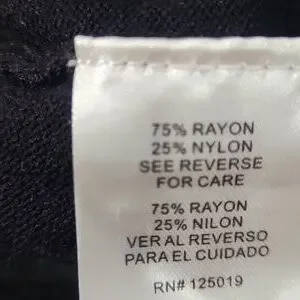 75% RAYON
25% NYLON
SEE REVERSE
FOR CARE
75% RAYON
25% NILON
VER AL REVERSO
PARA EL CUIDADO
RN# 125019